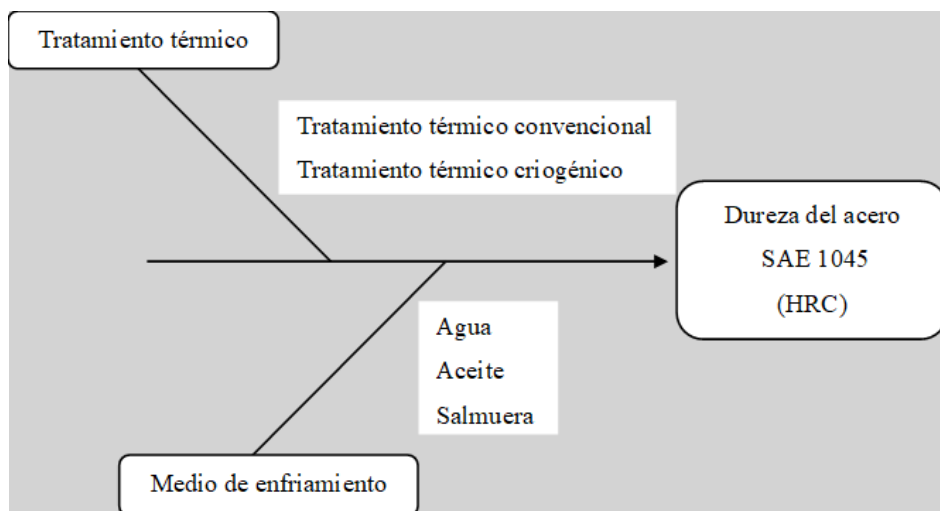 Tratamiento térmico
Tratamiento térmico convencional
Tratamiento térmico criogénico
Dureza del acero
SAE 1045
(HRC)
Agua
Aceite
Salmuera
Medio de enfriamiento